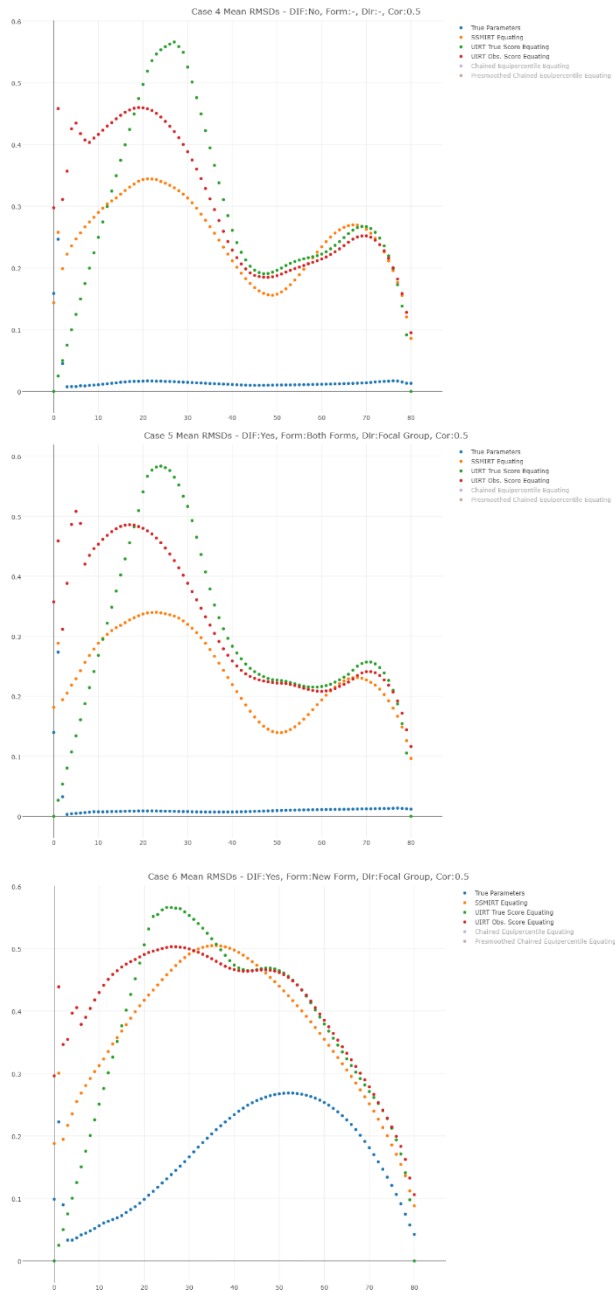 Case 4 Mean RMSDs - DIF:No, Form:-, Dir:-, Cor:0.5
True Parameters
SSMIRT Equating
UIRT True Score Equating
UIRT Obs. Score Equating
Chained Equipercentile Equating
Presmoothed Chained Equipercentile Equating
0.6
0.5
0.4
0.3
0.2
0.1
0
0 10 20 30 40 50 60 70 80
Case 5 Mean RMSDs - DIF:Yes, Form:Both Forms, Dir:Focal Group, Cor:0.5
True Parameters
SSMIRT Equating
UIRT True Score Equating
UIRT Obs. Score Equating
Chained Equipercentile Equating
Presmoothed Chained Equipercentile Equating
0.6
0.5
0.4
0.3
0.2
0.1
0
0 10 20 30 40 50 60 70 80
Case 6 Mean RMSDs - DIF:Yes, Form:New Form, Dir:Focal Group, Cor:0.5
True Parameters
SSMIRT Equating
UIRT True Score Equating
UIRT Obs. Score Equating
Chained Equipercentile Equating
Presmoothed Chained Equipercentile Equating
0.6
0.5
0.4
0.3
0.2
0.1
0
0 10 20 30 40 50 60 70 80